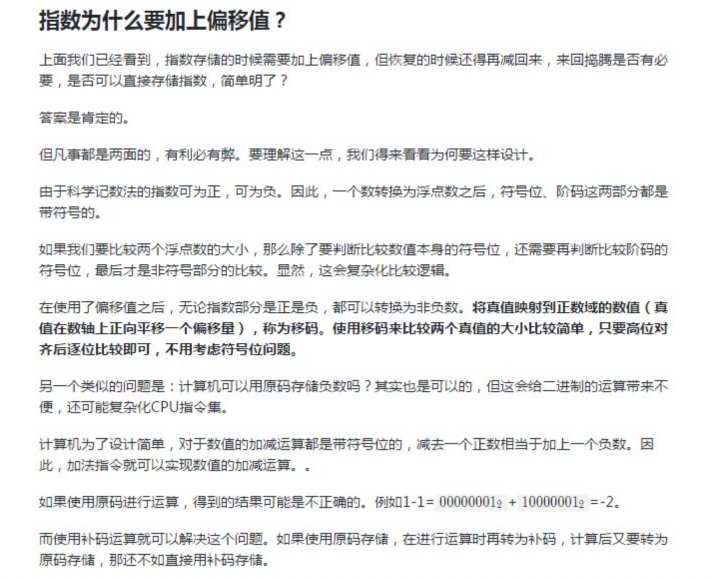 指数为什么要加上偏移值？
上面我们已经看到，指数存储的时候需要加上偏移值，但恢复的时候还得再减回来，来回捣腾是否有必
要，是否可以直接存储指数，简单明了？
答案是肯定的。
但凡事都是两面的，有利必有弊。要理解这一点，我们得来看看为何要这样设计。
由于科学记数法的指数可为正，可为负。因此，一个数转换为浮点数之后，符号位、阶码这两部分都是
带符号的。
如果我们要比较两个浮点数的大小，那么除了要判断比较数值本身的符号位，还需要再判断比较阶码的
符号位，最后才是非符号部分的比较。显然，这会复杂化比较逻辑。
在使用了偏移值之后，无论指数部分是正是负，都可以转换为非负数。将真值映射到正数域的数值（真
值在数轴上正向平移一个偏移量），称为移码。使用移码来比较两个真值的大小比较简单，只要高位对
齐后逐位比较即可，不用考虑符号位问题。
另一个类似的问题是：计算机可以用原码存储负数吗？其实也是可以的，但这会给二进制的运算带来不
便，还可能复杂化CPU指令集。
计算机为了设计简单，对于数值的加减运算都是带符号位的，减去一个正数相当于加上一个负数。因
此，加法指令就可以实现数值的加减运算。。
如果使用原码进行运算，得到的结果可能是不正确的。例如1-1= 00000001₂ + 10000001₂ =-2。
而使用补码运算就可以解决这个问题。如果使用原码存储，在进行运算时再转为补码，计算后又要转为
原码存储，那还不如直接用补码存储。